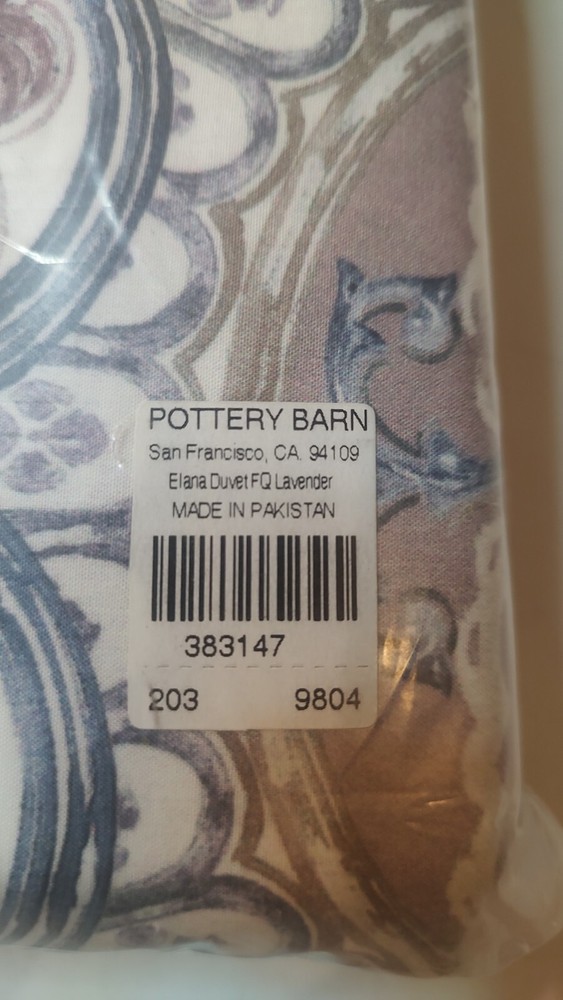 POTTERY BARN
San Francisco, CA. 94109
Elana Duvet FQ Lavender
MADE IN PAKISTAN
383147
203 9804